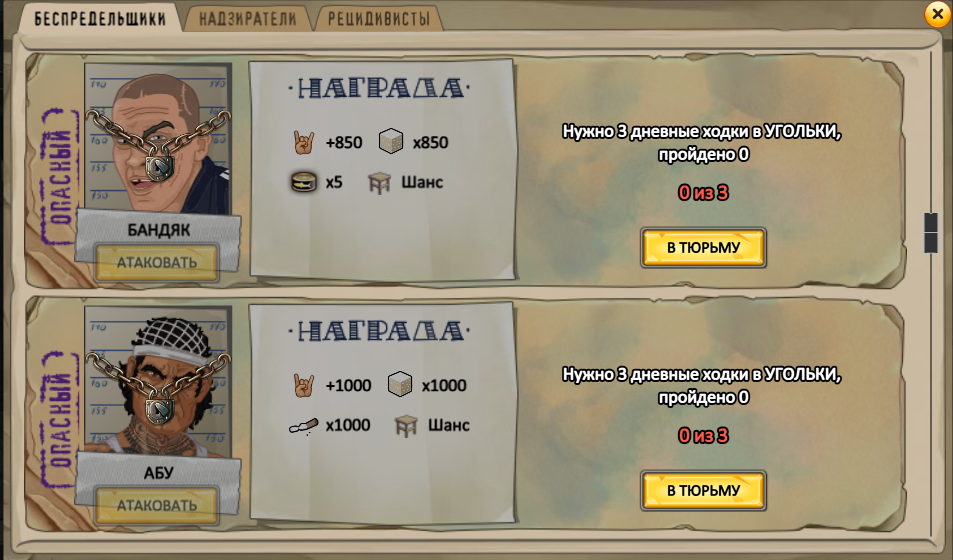 БЕСПРЕДЕЛЬЩИКИ
НАДЗИРАТЕЛИ
РЕЦИДИВИСТЫ
ОПАСНЫЙ
БАНДЯК
АТАКОВАТЬ
·НАГРАДА·
+850
x850
x5
Шанс
Нужно 3 дневные ходки в УГОЛЬКИ,
пройдено 0
0 из 3
В ТЮРЬМУ
ОПАСНЫЙ
АБУ
АТАКОВАТЬ
·НАГРАДА·
+1000
x1000
x1000
Шанс
Нужно 3 дневные ходки в УГОЛЬКИ,
пройдено 0
0 из 3
В ТЮРЬМУ